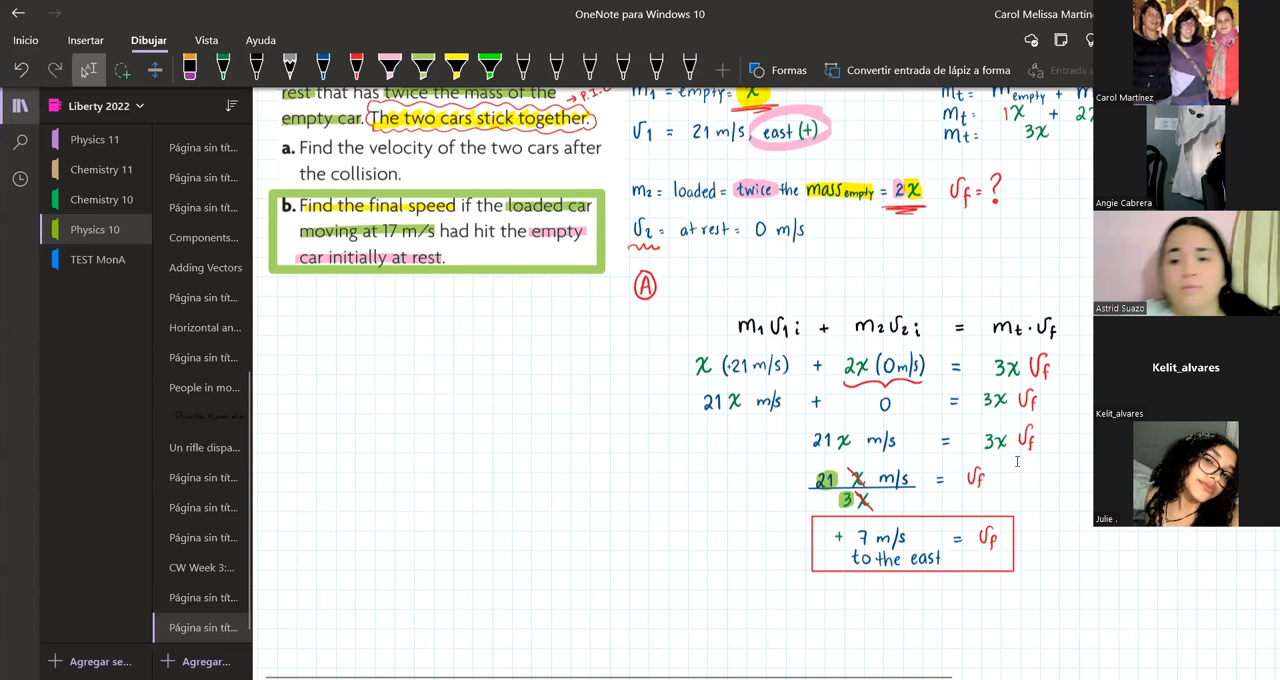 OneNote para Windows 10
Carol Melissa Martín
Inicio
Insertar
Dibujar
Vista
Ayuda
Formas
Convertir entrada de lápiz a forma
Entrada
Liberty 2022
Physics 11
Chemistry 11
Chemistry 10
Physics 10
TEST MonA
Página sin tít...
Página sin tít...
Página sin tít...
Components...
Adding Vectors
Página sin tít...
Horizontal an...
Página sin tít...
People in mo...
Un rifle dispa...
Página sin tít...
Página sin tít...
Página sin tít...
CW Week 3:...
Página sin tít...
Página sin tít...
Agregar se...
Agregar...
rest that has twice the mass of the
empty car. The two cars stick together.
a. Find the velocity of the two cars after
the collision.
b. Find the final speed if the loaded car
moving at 17 m/s had hit the empty
car initially at rest.
m1 = empty = x
v1 = 21 m/s, east (+)
m2 = loaded = twice the mass empty = 2x
vf = ?
v2 = at rest = 0 m/s
mt = mempty + m
mt: 1x + 2x
mt: 3x
A
m1v1i + m2v2i = mt · vf
x (+21 m/s) + 2x (0 m/s) = 3x vf
21x m/s + 0 = 3x vf
21x m/s = 3x vf
21 x m/s = vf
3x
+ 7 m/s = vf
to the east
Carol Martínez
Angie Cabrera
Astrid Suazo
Kelit_alvares
Kelit_alvares
Julie .